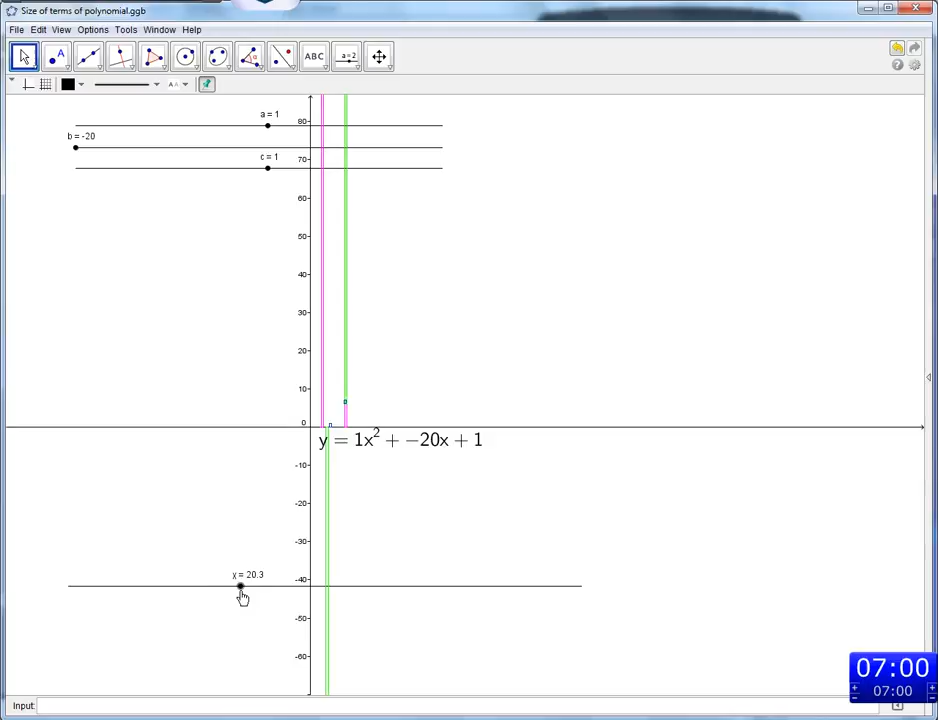 Size of terms of polynomial.ggb
File Edit View Options Tools Window Help
A
ABC
a=2
AA
a = 1
b = -20
c = 1
80
70
60
50
40
30
20
10
0
y = 1x² + −20x + 1
-10
-20
-30
x = 20.3
-40
-50
-60
07:00
07:00
Input: